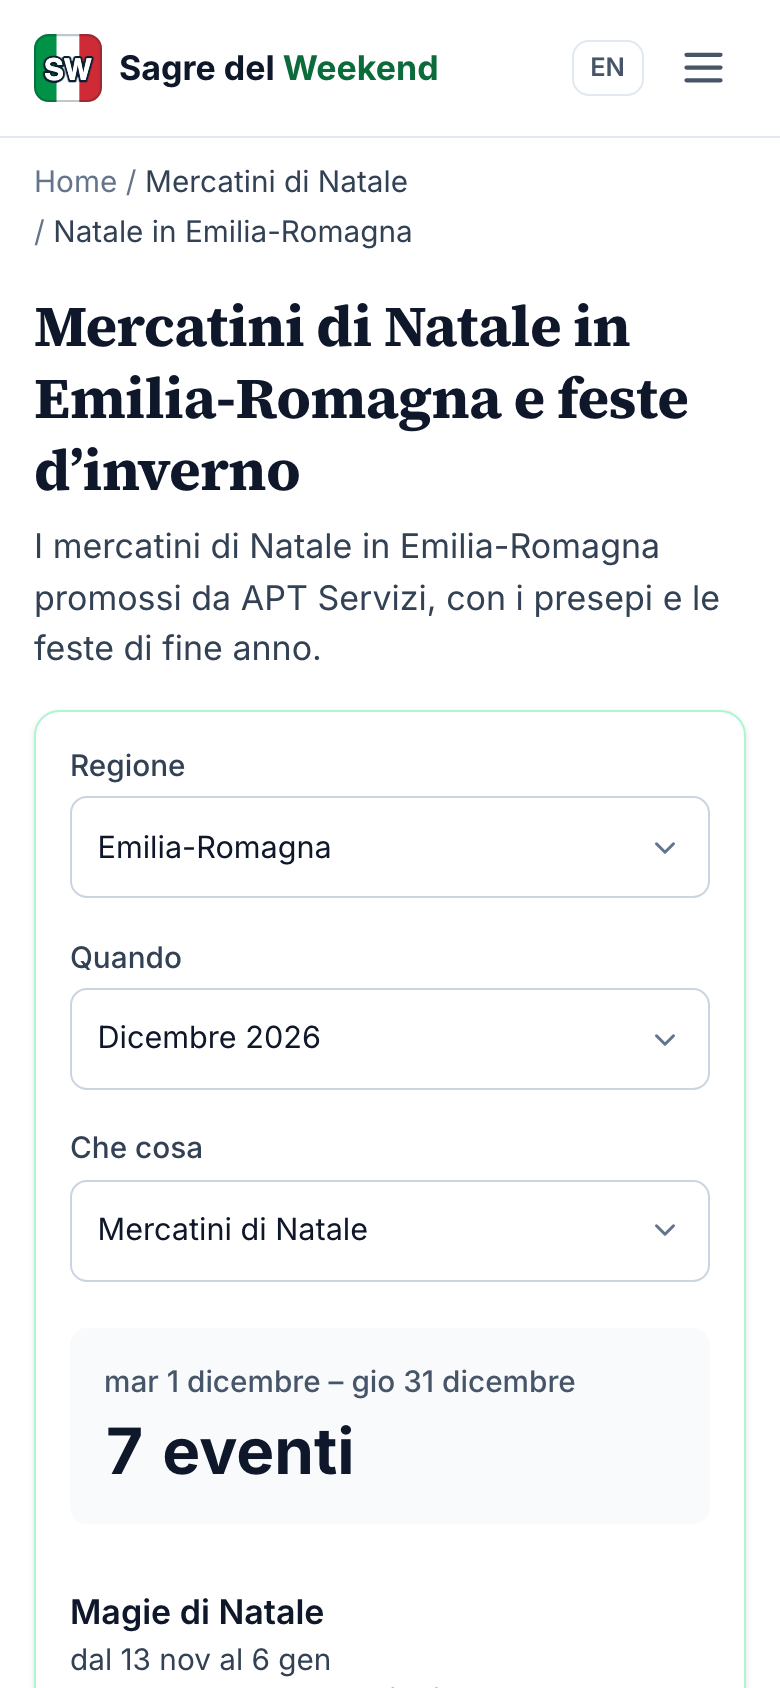 SW Sagre del Weekend EN
Home / Mercatini di Natale
/ Natale in Emilia-Romagna
Mercatini di Natale in
Emilia-Romagna e feste
d’inverno
I mercatini di Natale in Emilia-Romagna
promossi da APT Servizi, con i presepi e le
feste di fine anno.
Regione
Emilia-Romagna
Quando
Dicembre 2026
Che cosa
Mercatini di Natale
mar 1 dicembre – gio 31 dicembre
7 eventi
Magie di Natale
dal 13 nov al 6 gen